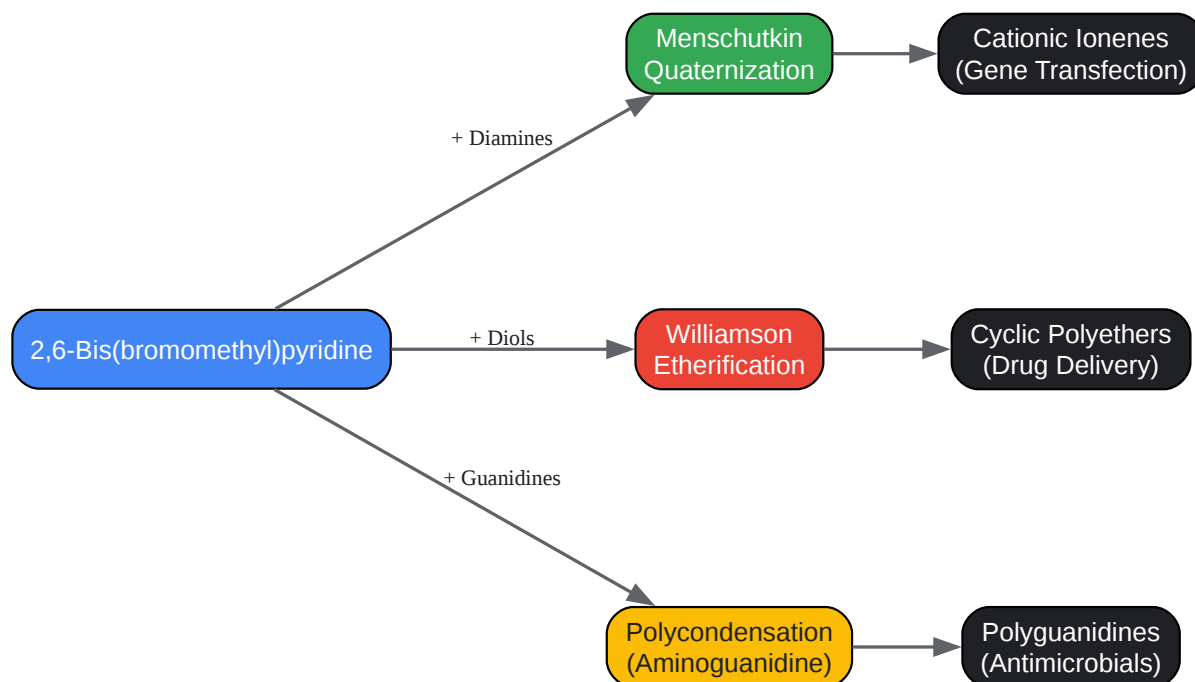 Menschutkin
Quaternization
Cationic Ionenes
(Gene Transfection)
+ Diamines
2,6-Bis(bromomethyl)pyridine
+ Diols
Williamson
Etherification
Cyclic Polyethers
(Drug Delivery)
+ Guanidines
Polycondensation
(Aminoguanidine)
Polyguanidines
(Antimicrobials)